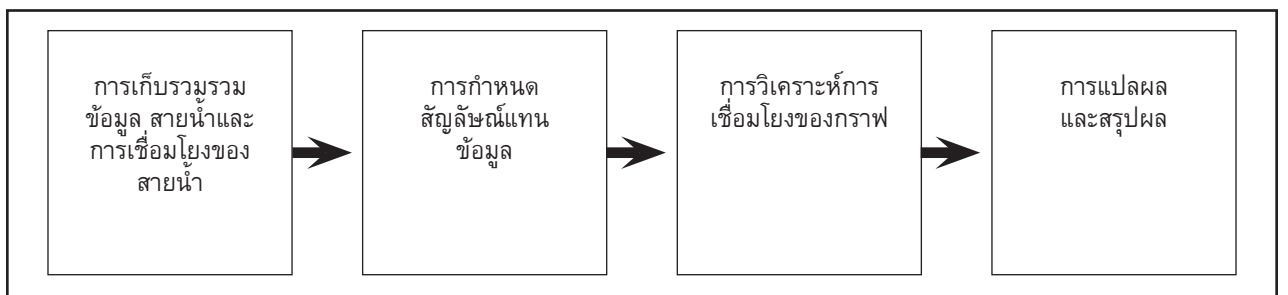 การเก็บรวมรวม
ข้อมูล สายน้ำและ
การเชื่อมโยงของ
สายน้ำ
การกำหนด
สัญลัษณ์แทน
ข้อมูล
การวิเคราะห์การ
เชื่อมโยงของกราฟ
การแปลผล
และสรุปผล